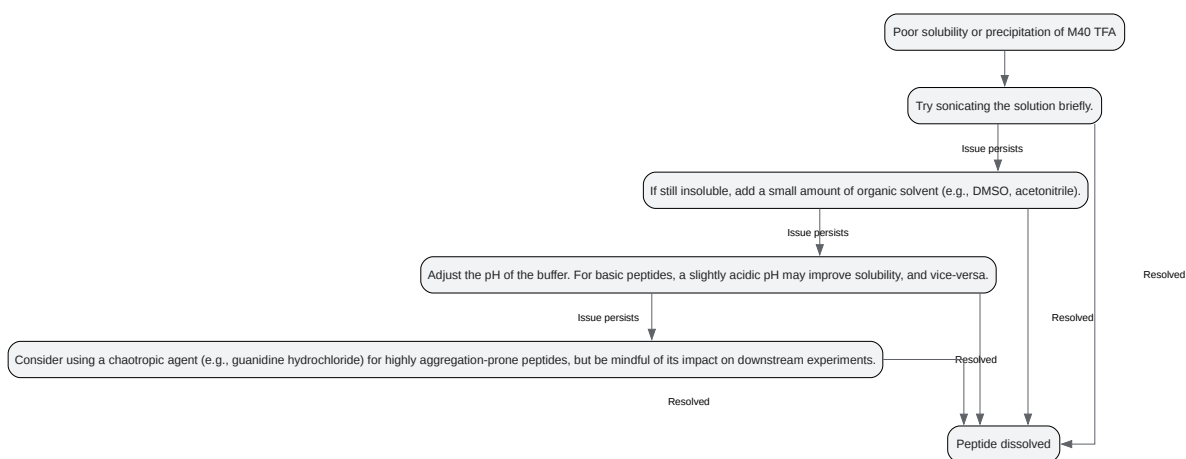 Poor solubility or precipitation of M40 TFA
Try sonicating the solution briefly.
Issue persists
If still insoluble, add a small amount of organic solvent (e.g., DMSO, acetonitrile).
Issue persists
Adjust the pH of the buffer. For basic peptides, a slightly acidic pH may improve solubility, and vice-versa.
Resolved
Issue persists
Resolved
Consider using a chaotropic agent (e.g., guanidine hydrochloride) for highly aggregation-prone peptides, but be mindful of its impact on downstream experiments.
Resolved
Resolved
Peptide dissolved